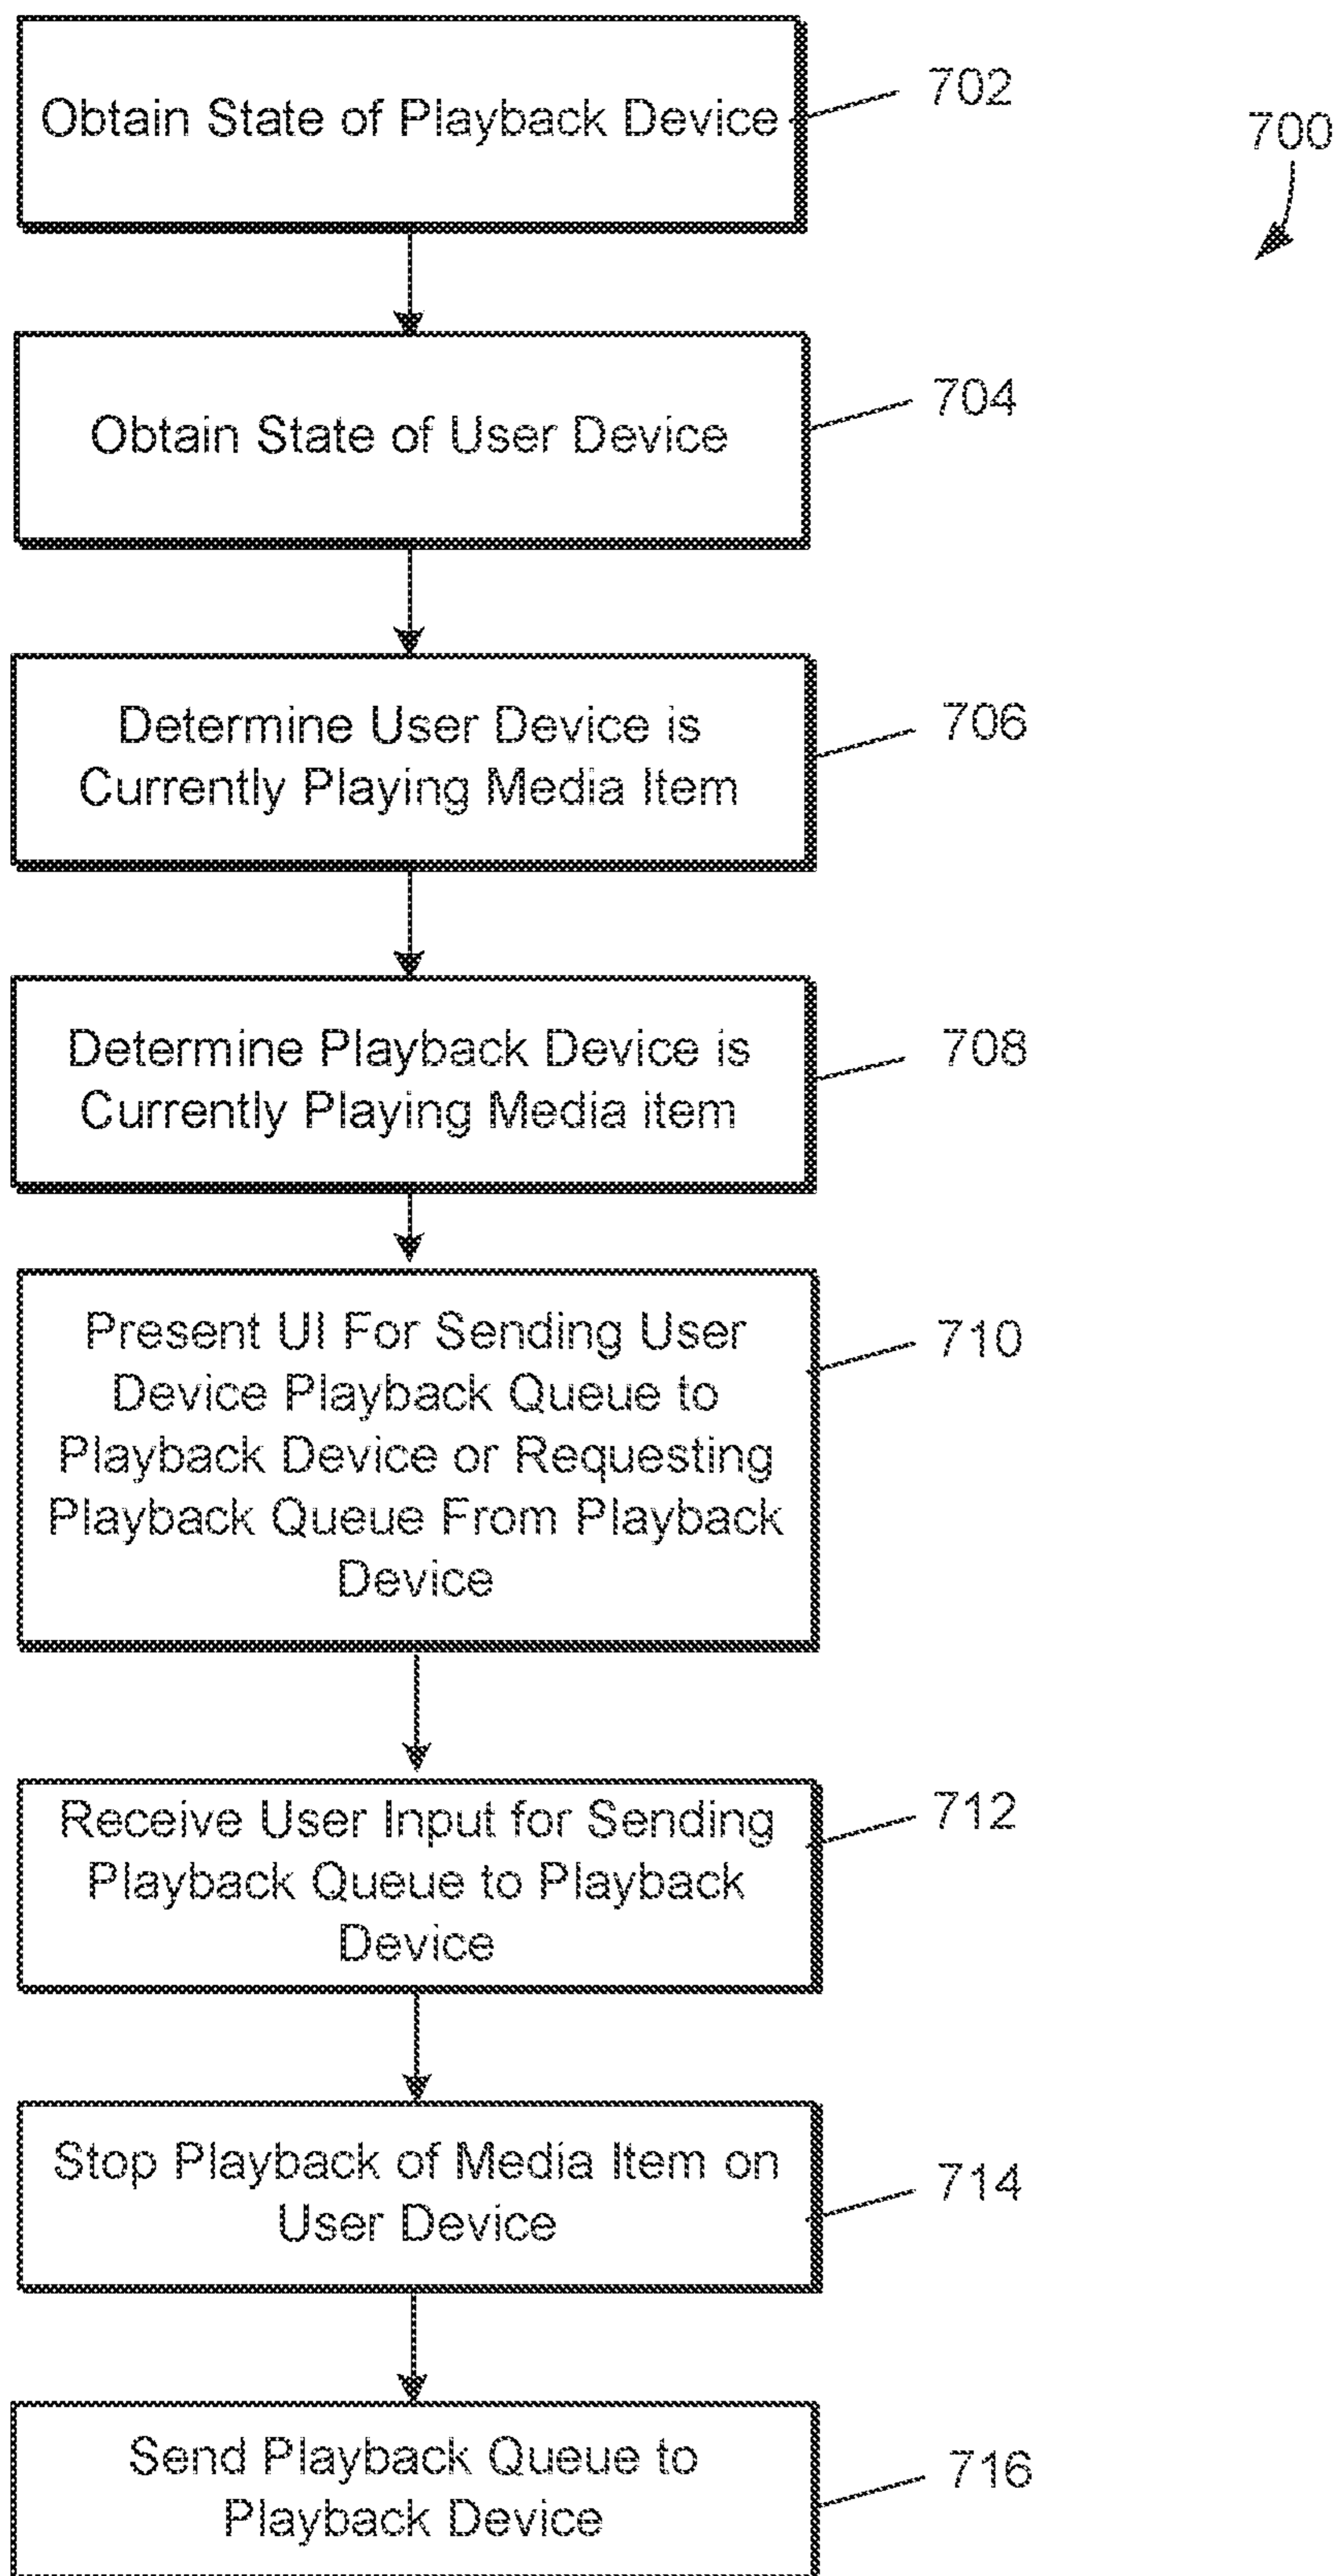 Obtain State of Playback Device
702
700
Obtain State of User Device
704
Determine User Device is
Currently Playing Media Item
706
Determine Playback Device is
Currently Playing Media item
708
Present UI For Sending User
Device Playback Queue to
Playback Device or Requesting
Playback Queue From Playback
Device
710
Receive User Input for Sending
Playback Queue to Playback
Device
712
Stop Playback of Media Item on
User Device
714
Send Playback Queue to
Playback Device
716